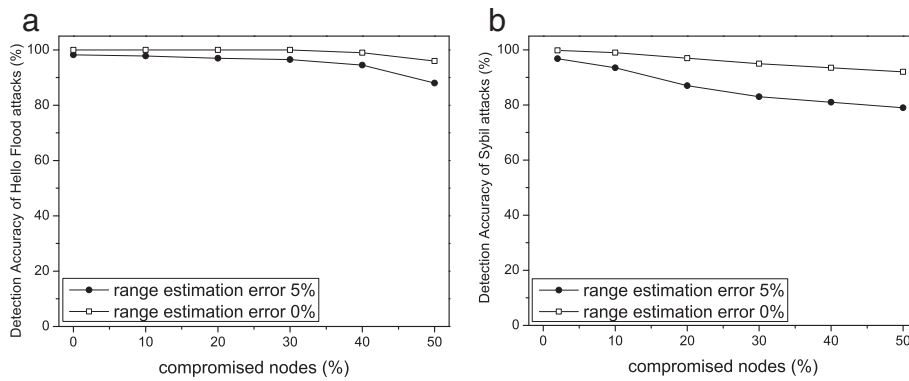 a
Detection Accuracy of Hello Flood attacks (%)
100
80
60
40
20
0
range estimation error 5%
range estimation error 0%
0 10 20 30 40 50
compromised nodes (%)
b
Detection Accuracy of Sybil attacks (%)
100
80
60
40
20
0
range estimation error 5%
range estimation error 0%
0 10 20 30 40 50
compromised nodes (%)